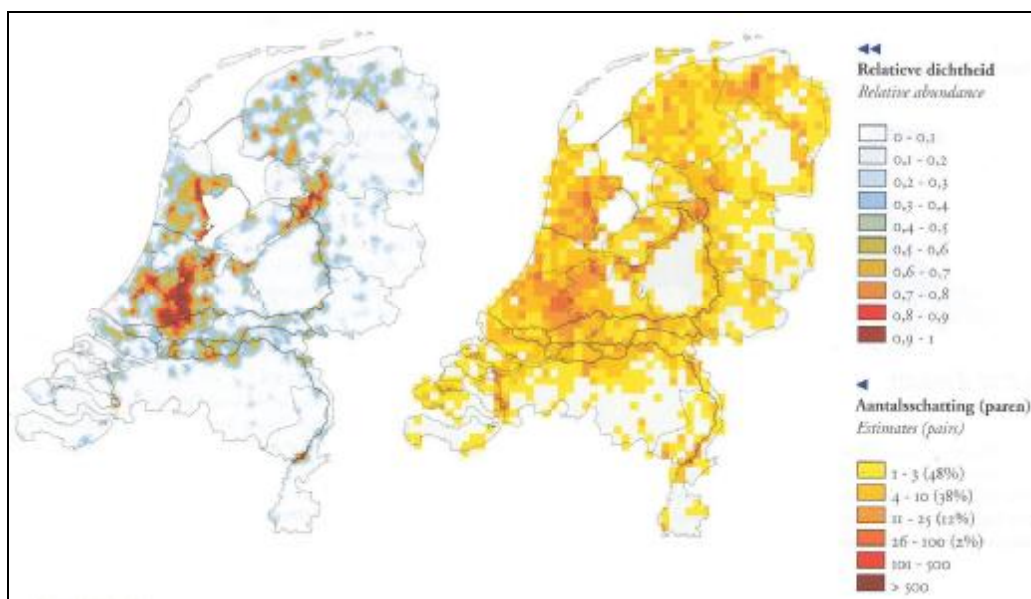 Relatieve dichtheid
Relative abundance
0 - 0,1
0,1 - 0,2
0,2 - 0,3
0,3 - 0,4
0,4 - 0,5
0,5 - 0,6
0,6 - 0,7
0,7 - 0,8
0,8 - 0,9
0,9 - 1
Aantalsschatting (paren)
Estimates (pairs)
1 - 3 (48%)
4 - 10 (38%)
11 - 25 (12%)
26 - 100 (2%)
101 - 500
> 500